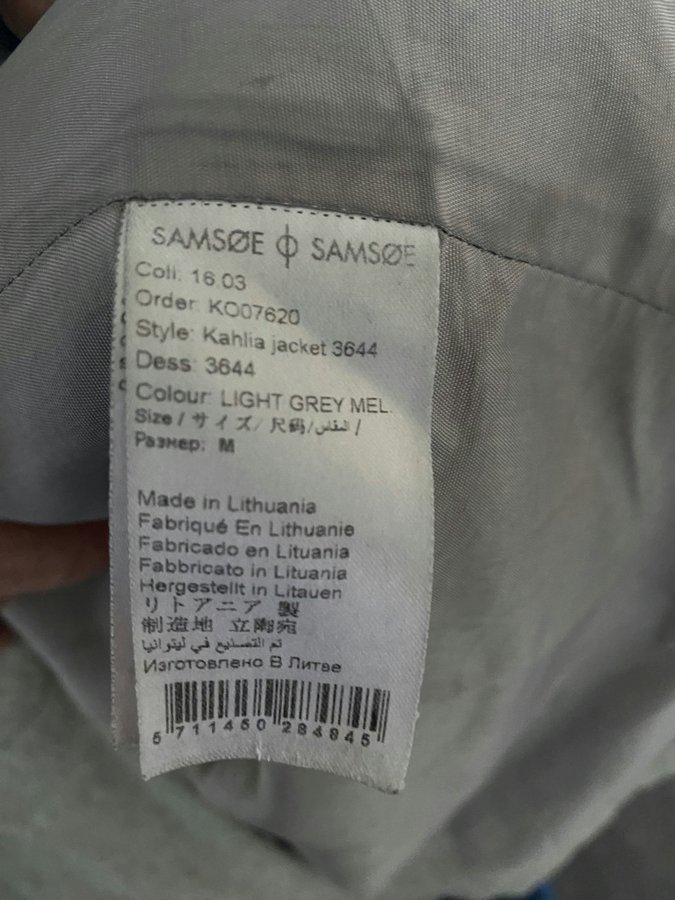 SAMSØE ϕ SAMSØE
Coll: 16.03
Order: KO07620
Style: Kahlia jacket 3644
Dess: 3644
Colour: LIGHT GREY MEL.
Size / サイズ/ 尺码/المقاس /
Размер: M
Made in Lithuania
Fabriqué En Lithuanie
Fabricado en Lituania
Fabbricato in Lituania
Hergestellt in Litauen
リトアニア 製
制造地 立陶宛
تم التصنيع في ليتوانيا
Изготовлено В Литве
5 711450 284845